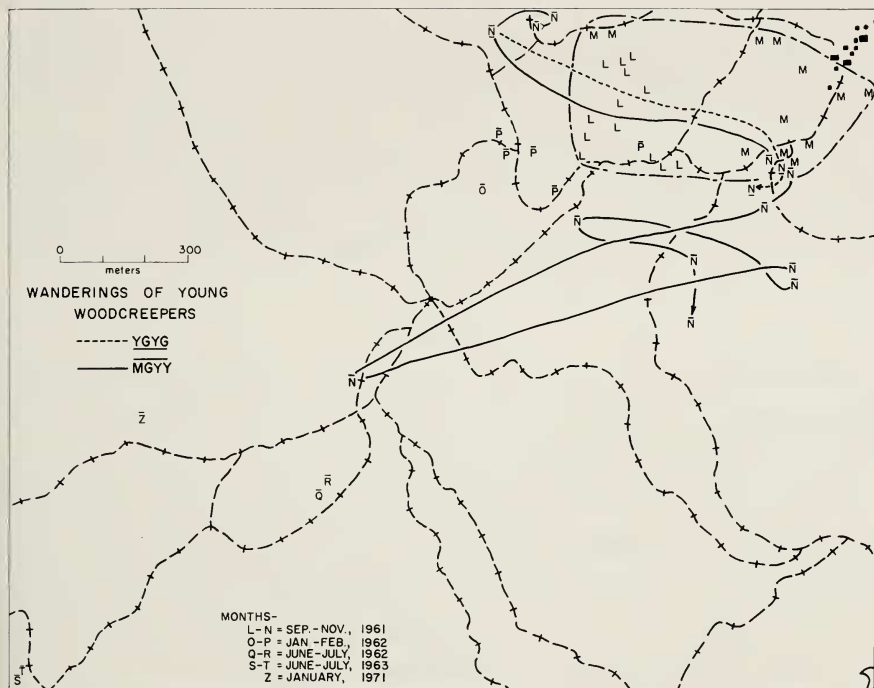 N̄
N̄ N̄
M M
M M
L L
L L
L M
L M M
L
L M
L
P̄ L
P̄ M
P̄ P̄ M M
L L N̄ M
L L N̄
N̄
Ō P̄ N̄
N̄
N̄
0 300
meters
N̄
N̄
N̄
WANDERINGS OF YOUNG
WOODCREEPERS
N̄
YGYG
MGYY
N̄
Z̄
R̄
Q̄
MONTHS-
L-N = SEP.-NOV., 1961
O-P = JAN.-FEB., 1962
Q-R = JUNE-JULY, 1962
S-T = JUNE-JULY, 1963
Z = JANUARY, 1971
S̄